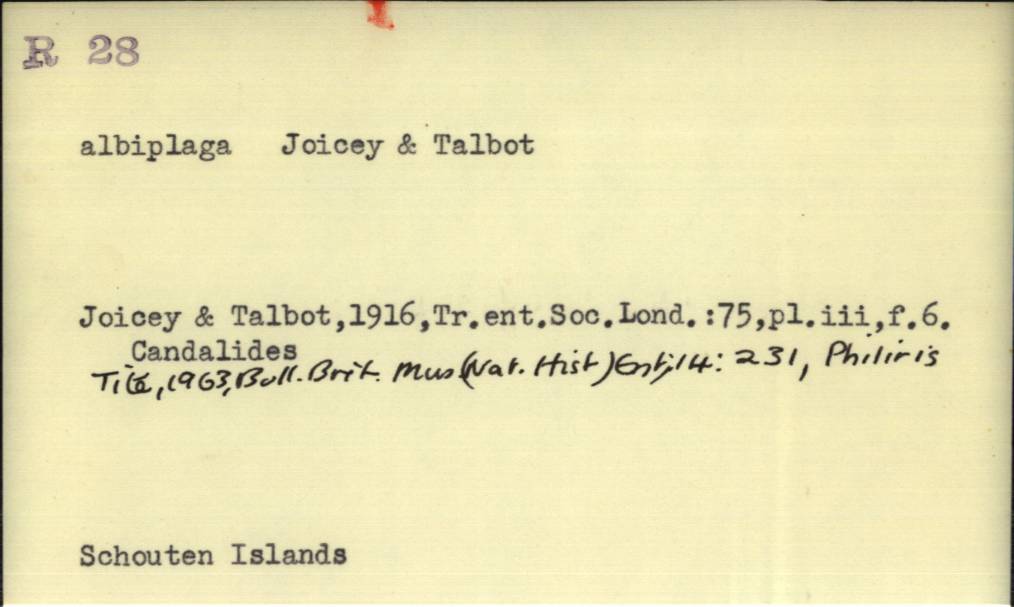 R 28
albiplaga Joicey & Talbot
Joicey & Talbot,1916,Tr.ent.Soc.Lond.:75,pl.iii,f.6.
Candalides
Tite, 1963, Bull. Brit. Mus (Nat. Hist) Ent; 14: 231, Philiris
Schouten Islands